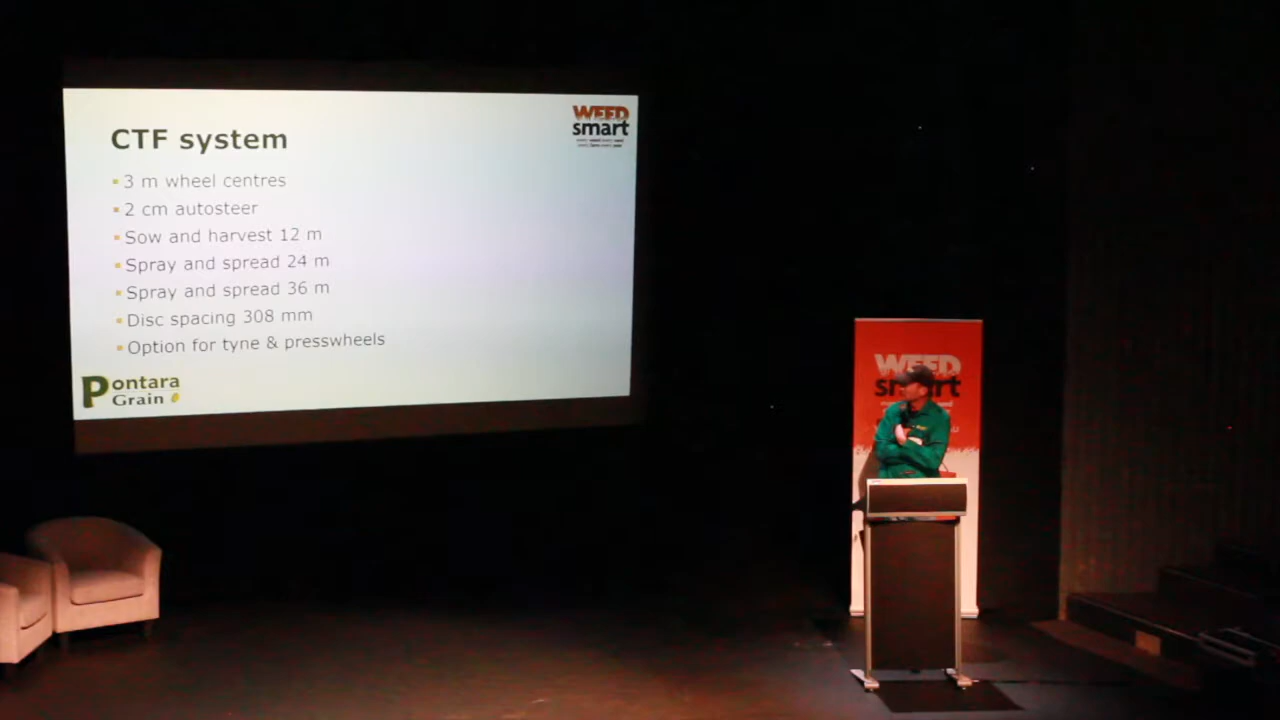 WEED
smart
CTF system
3 m wheel centres
2 cm autosteer
Sow and harvest 12 m
Spray and spread 24 m
Spray and spread 36 m
Disc spacing 308 mm
Option for tyne & presswheels
Pontara
Grain
WEED
smart